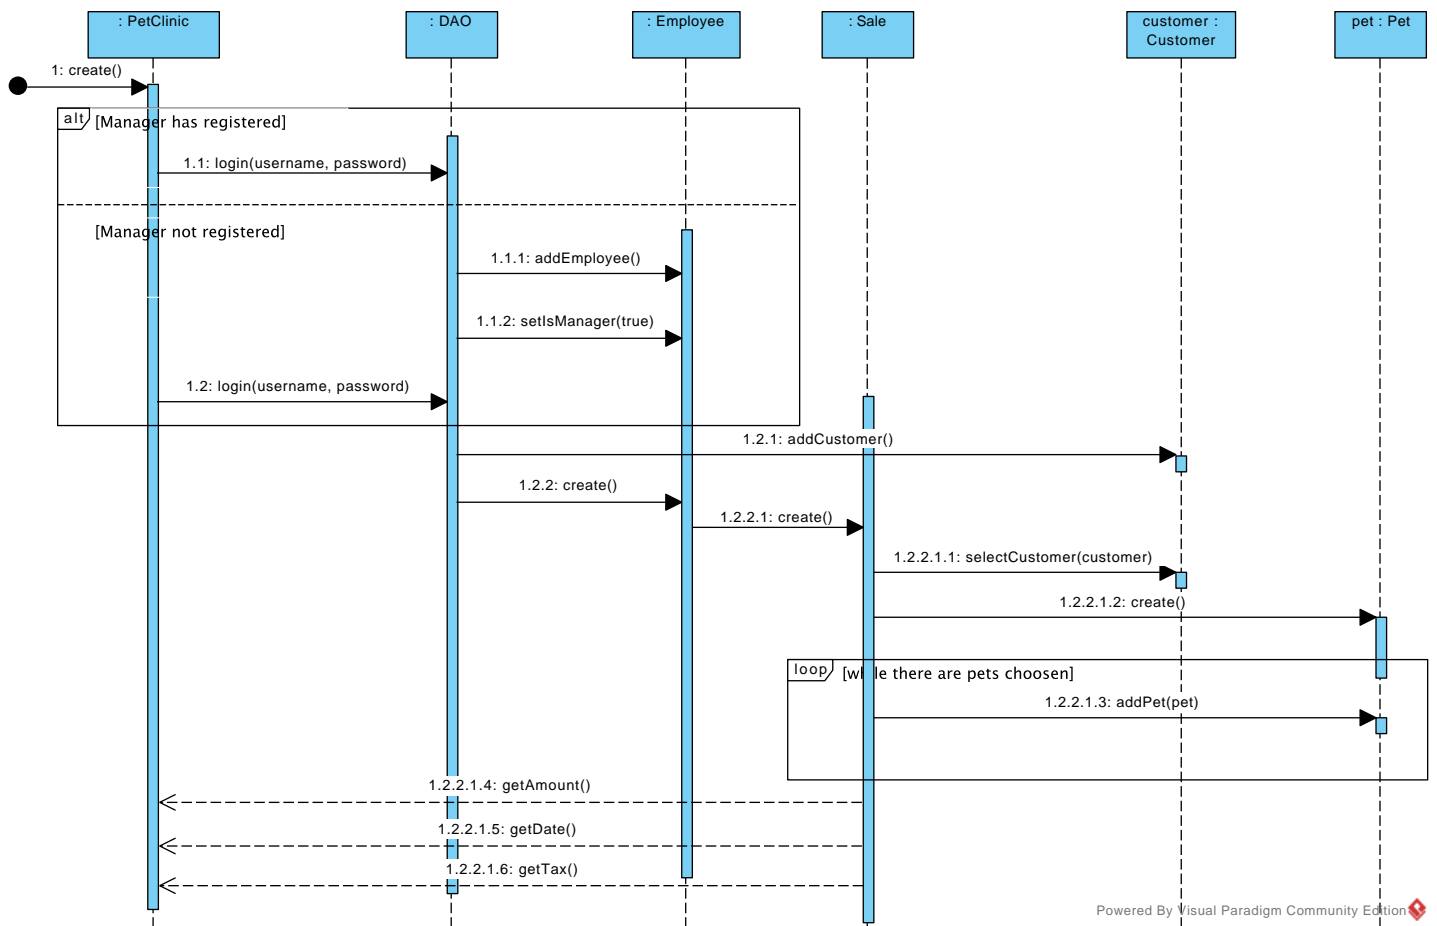 : PetClinic
: DAO
: Employee
: Sale
customer :
Customer
pet : Pet
1: create()
alt
[Manager has registered]
1.1: login(username, password)
[Manager not registered]
1.1.1: addEmployee()
1.1.2: setIsManager(true)
1.2: login(username, password)
1.2.1: addCustomer()
1.2.2: create()
1.2.2.1: create()
1.2.2.1.1: selectCustomer(customer)
1.2.2.1.2: create()
loop
[while there are pets choosen]
1.2.2.1.3: addPet(pet)
1.2.2.1.4: getAmount()
1.2.2.1.5: getDate()
1.2.2.1.6: getTax()
Powered By Visual Paradigm Community Edition